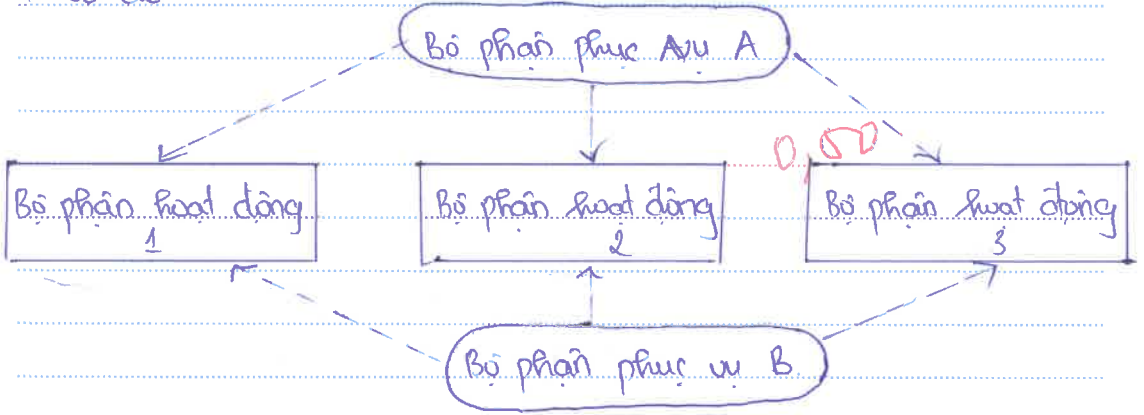 Bộ phận phục vụ A
0,50
Bộ phận hoạt động
1
Bộ phận hoạt động
2
Bộ phận hoạt động
3
Bộ phận phục vụ B